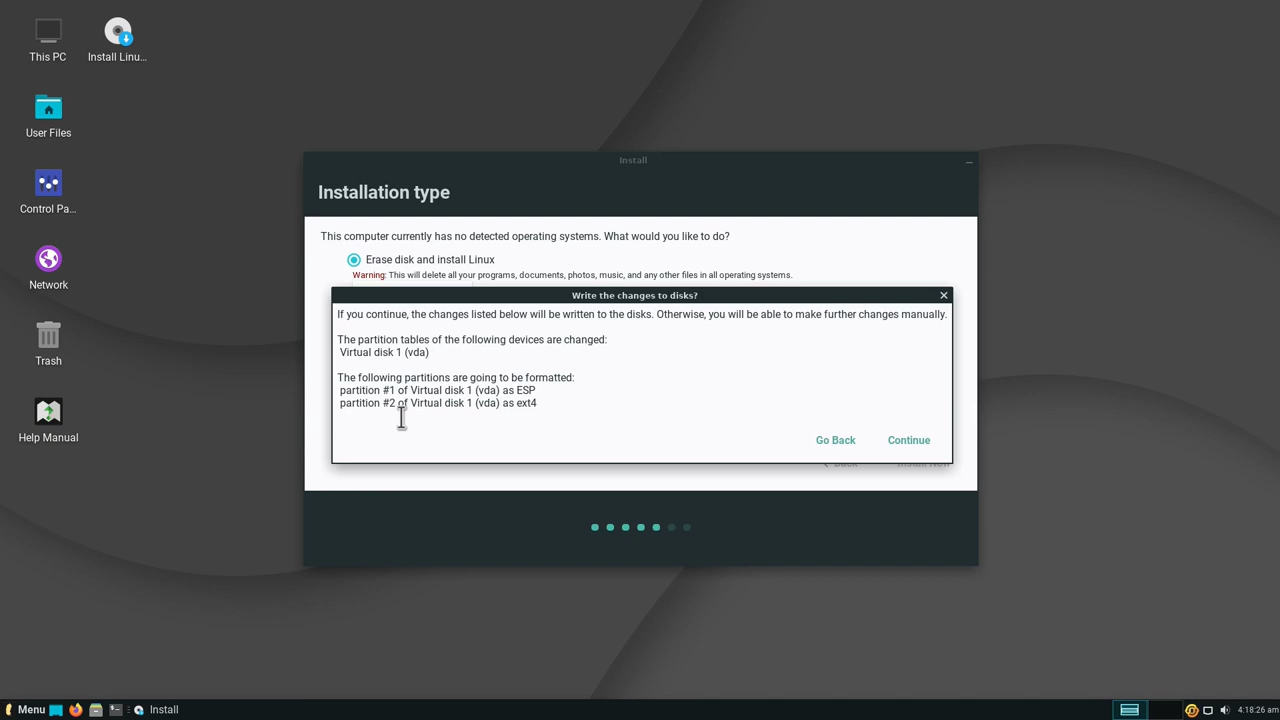 This PC
Install Linu...
User Files
Control Pa...
Network
Trash
Help Manual
Install
Installation type
This computer currently has no detected operating systems. What would you like to do?
Erase disk and install Linux
Warning: This will delete all your programs, documents, photos, music, and any other files in all operating systems.
Write the changes to disks?
If you continue, the changes listed below will be written to the disks. Otherwise, you will be able to make further changes manually.
The partition tables of the following devices are changed:
Virtual disk 1 (vda)
The following partitions are going to be formatted:
partition #1 of Virtual disk 1 (vda) as ESP
partition #2 of Virtual disk 1 (vda) as ext4
Go Back
Continue
Back
Install Now
Menu
Install
4:18:26 am